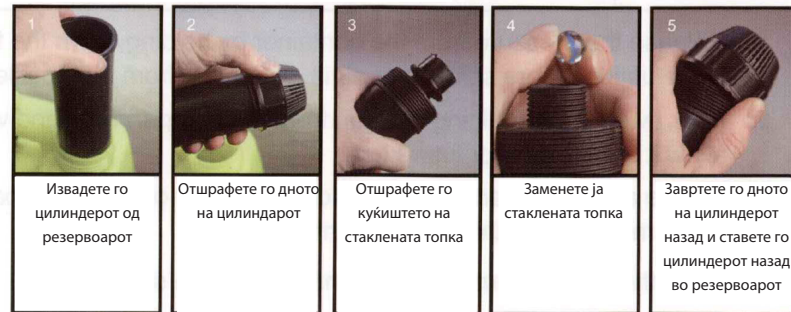 1
Извадете го
цилиндерот од
резервоарот
2
Отшрафете го дното
на цилиндарот
3
Отшрафете го
куќиштето на
стаклената топка
4
Заменете ја
стаклената топка
5
Завртете го дното
на цилиндерот
назад и ставете го
цилиндерот назад
во резервоарот